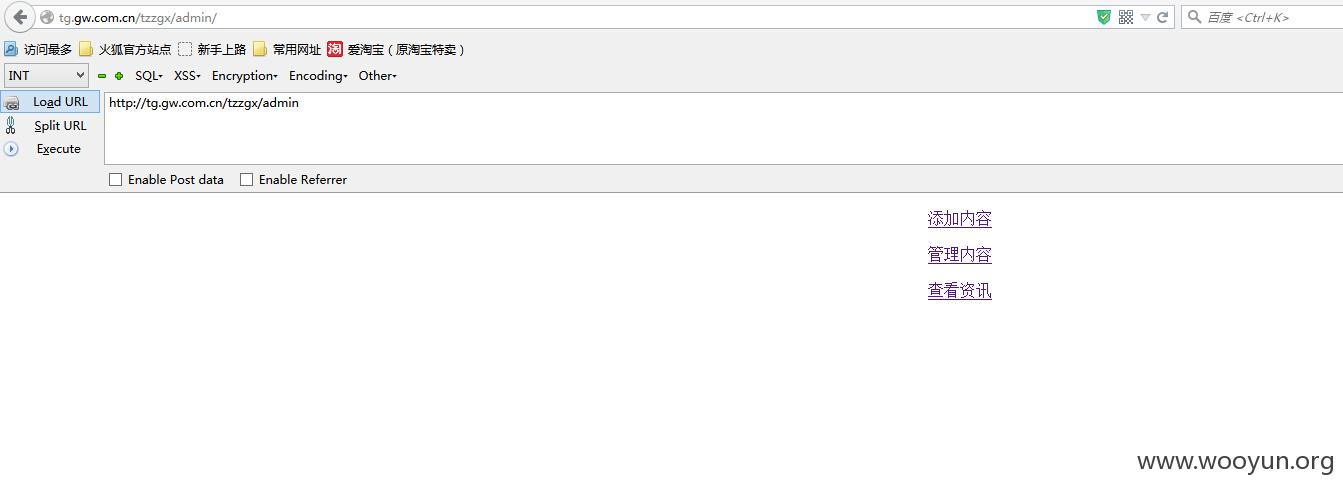 tg.gw.com.cn/tzzgx/admin/
百度 <Ctrl+K>
访问最多 火狐官方站点 新手上路 常用网址 淘 爱淘宝（原淘宝特卖）
INT SQL XSS Encryption Encoding Other
Load URL http://tg.gw.com.cn/tzzgx/admin
Split URL
Execute
Enable Post data Enable Referrer
添加内容
管理内容
查看资讯
www.wooyun.org